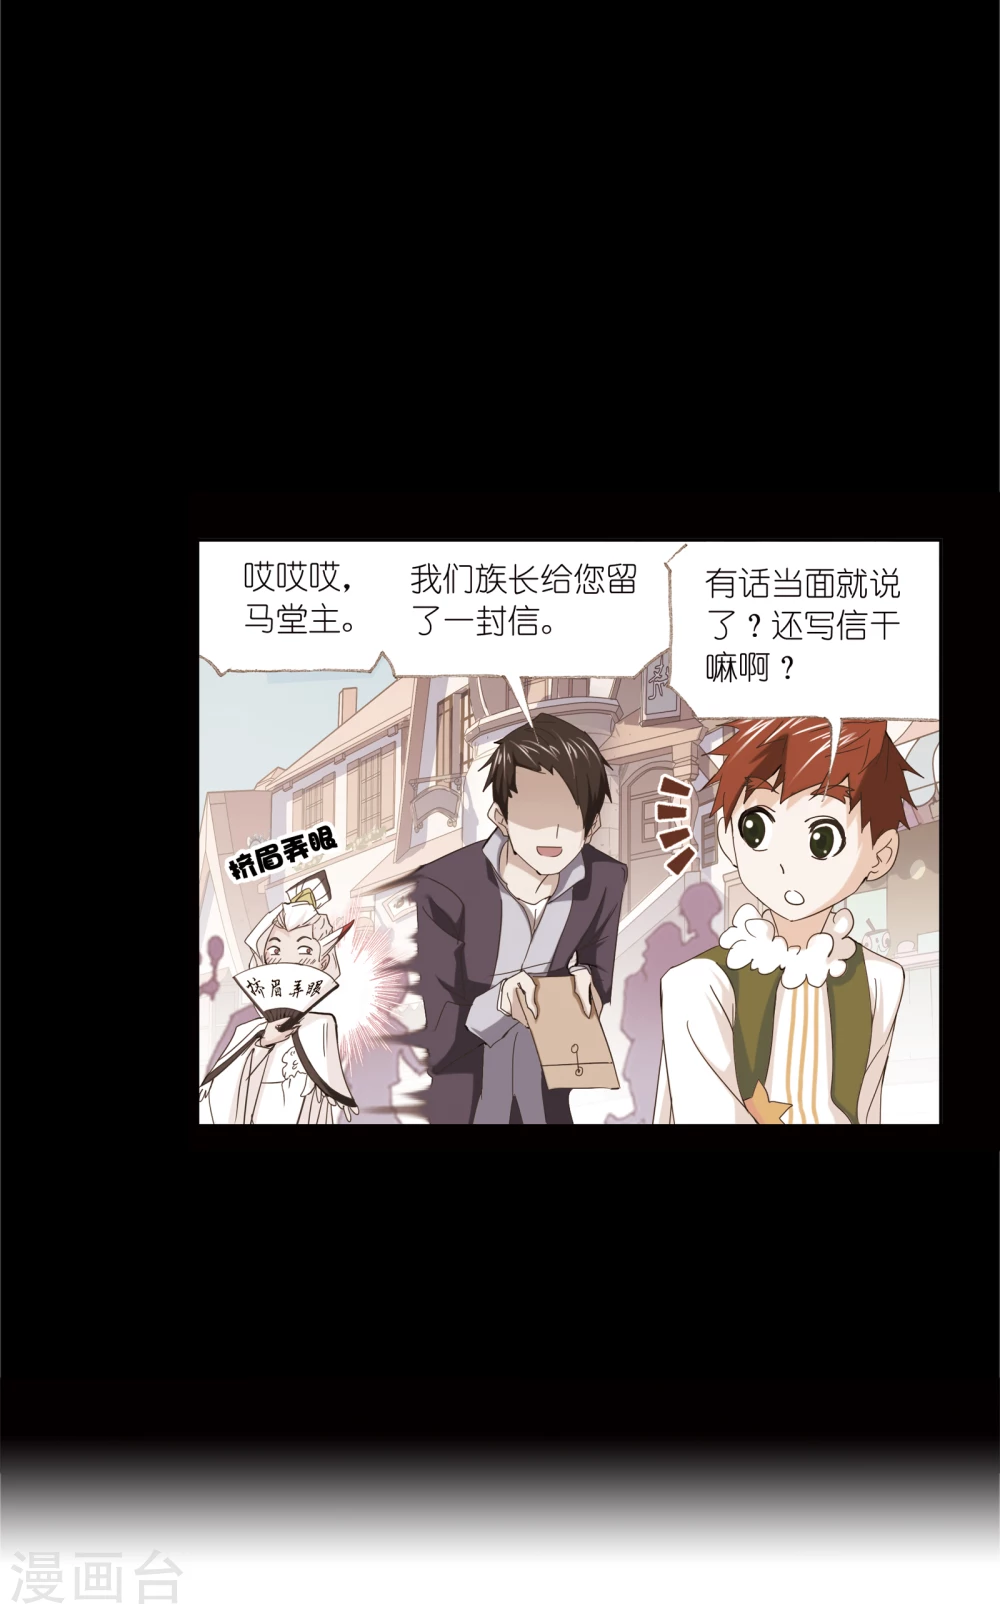 哎哎哎，
马堂主。
我们族长给您留
了一封信。
有话当面就说
了？还写信干
嘛啊？
挤眉弄眼
挤眉弄眼
漫画台